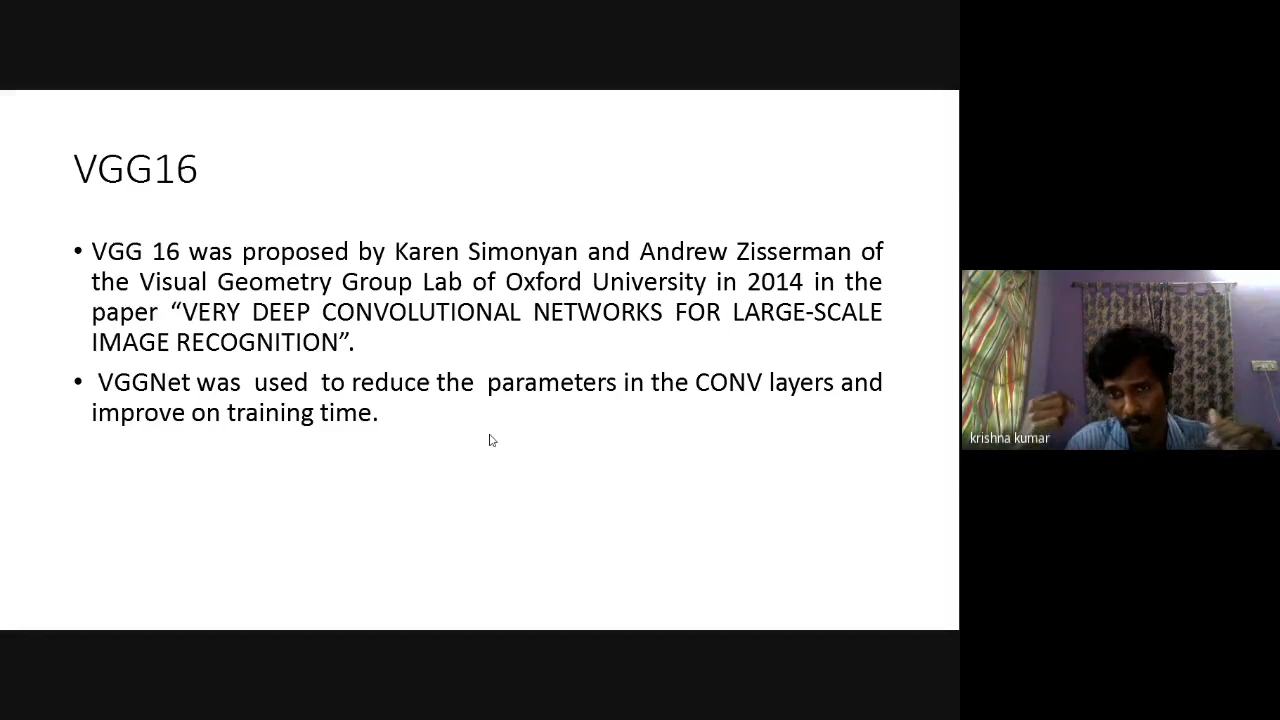 VGG16
• VGG 16 was proposed by Karen Simonyan and Andrew Zisserman of
the Visual Geometry Group Lab of Oxford University in 2014 in the
paper “VERY DEEP CONVOLUTIONAL NETWORKS FOR LARGE-SCALE
IMAGE RECOGNITION”.
• VGGNet was used to reduce the parameters in the CONV layers and
improve on training time.
krishna kumar